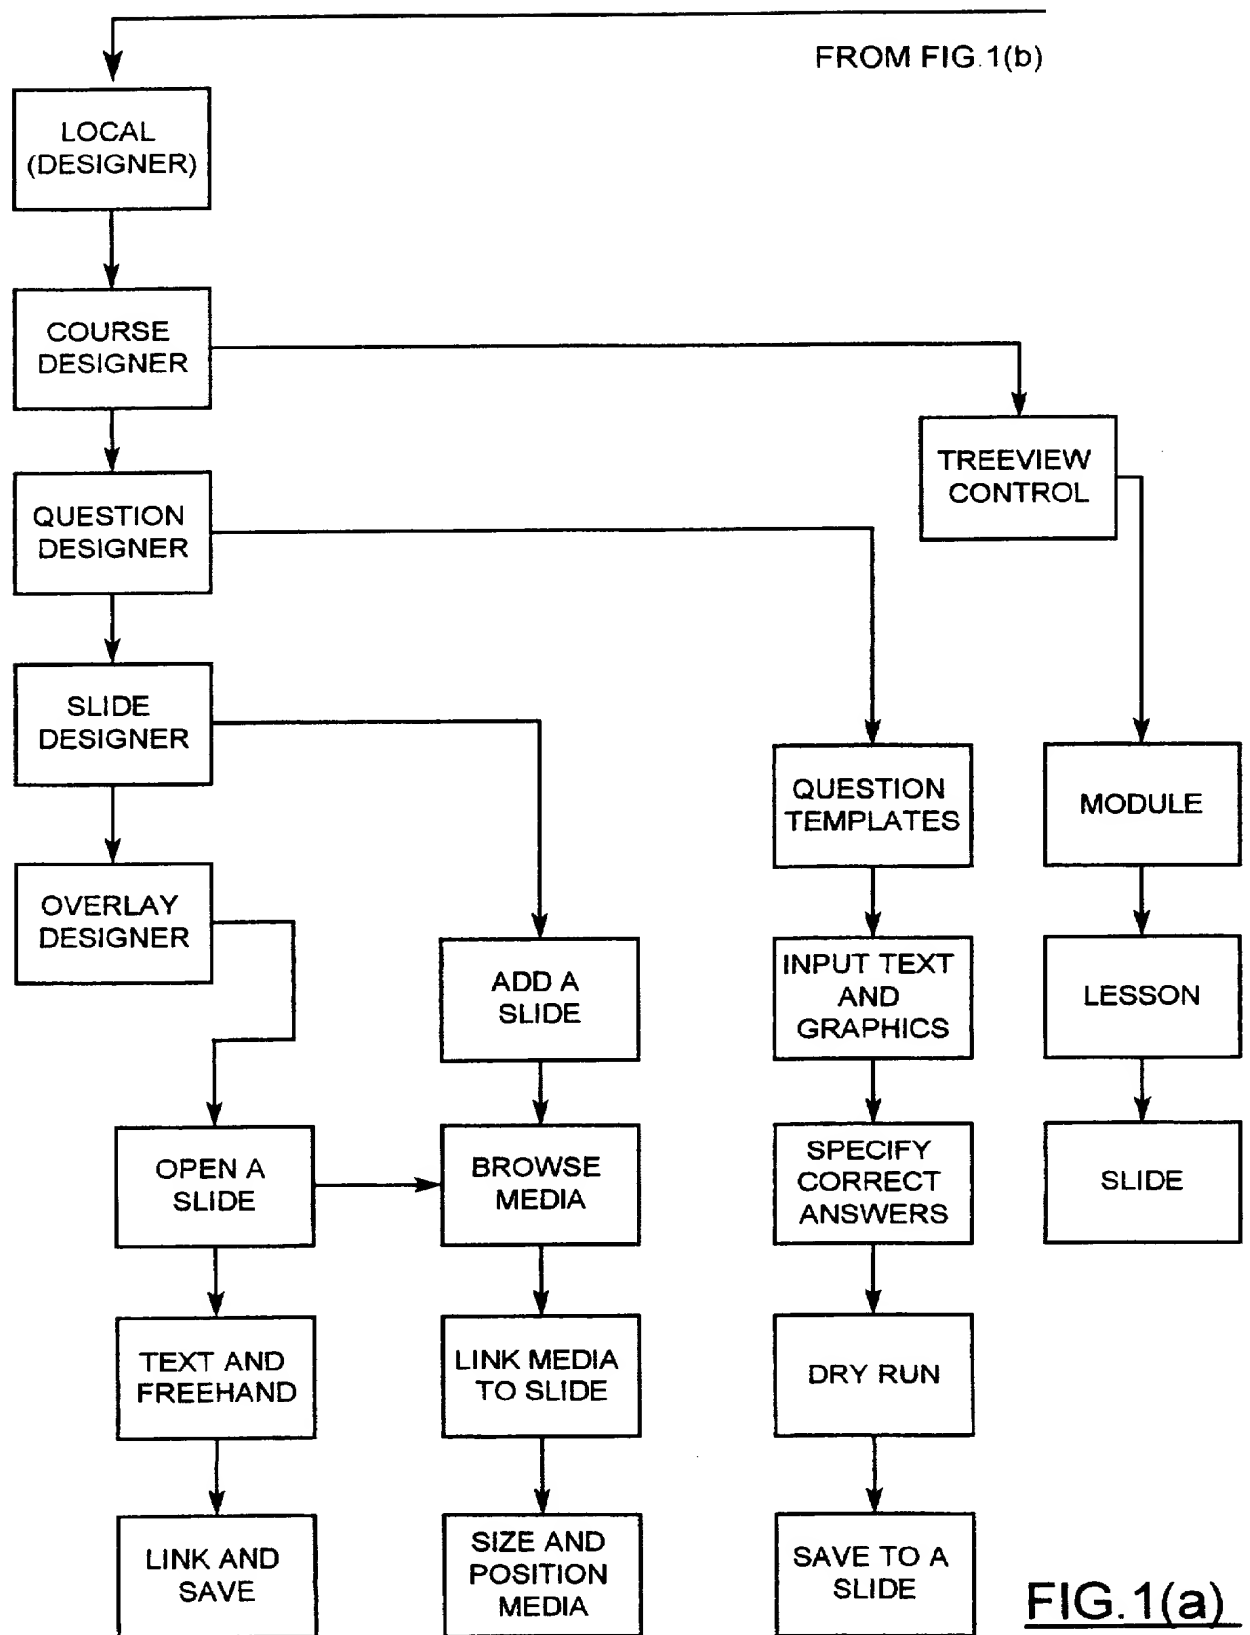 FROM FIG.1(b)
LOCAL
(DESIGNER)
COURSE
DESIGNER
TREEVIEW
CONTROL
QUESTION
DESIGNER
SLIDE
DESIGNER
QUESTION
TEMPLATES
MODULE
OVERLAY
DESIGNER
ADD A
SLIDE
INPUT TEXT
AND
GRAPHICS
LESSON
OPEN A
SLIDE
BROWSE
MEDIA
SPECIFY
CORRECT
ANSWERS
SLIDE
TEXT AND
FREEHAND
LINK MEDIA
TO SLIDE
DRY RUN
LINK AND
SAVE
SIZE AND
POSITION
MEDIA
SAVE TO A
SLIDE
FIG.1(a)